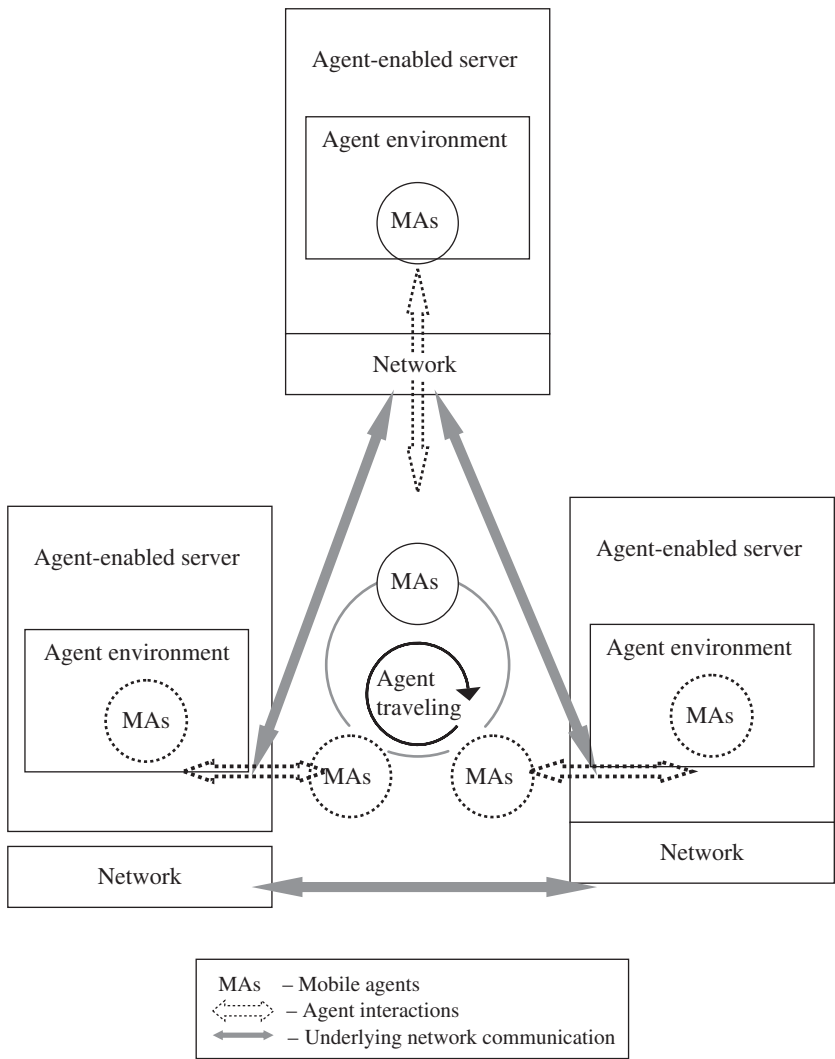 Agent-enabled server
Agent environment
MAs
Network
Agent-enabled server
Agent environment
MAs
Network
Agent-enabled server
Agent environment
MAs
Network
MAs
Agent
traveling
MAs
MAs
MAs – Mobile agents
– Agent interactions
– Underlying network communication